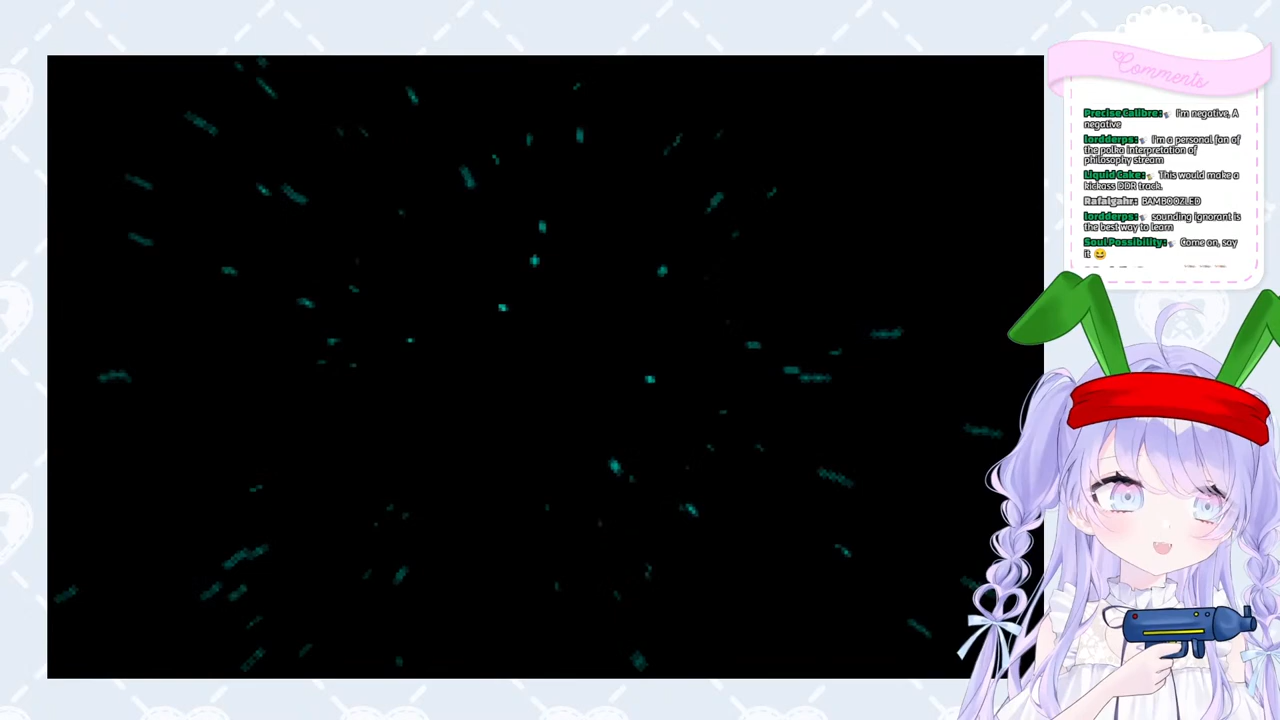 Comments
PreciseCalibre: I'm negative, A
negative
lordderps: I'm a personal fan of
the polka interpretation of
philosophy stream
Liquid Cake: This would make a
kickass DDR track.
Rafalgahr: BAMBOOZLED
lordderps: sounding ignorant is
the best way to learn
Soul Possibility: Come on, say
it 😆